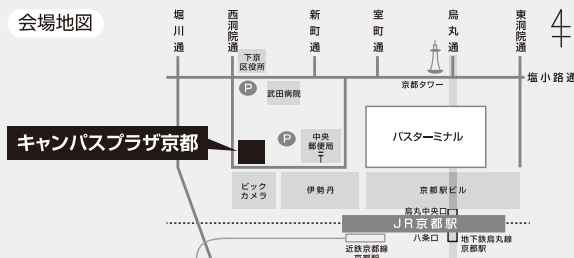 会場地図
堀川通
西洞院通
新町通
室町通
烏丸通
東洞院通
下京
区役所
塩小路通
京都タワー
P
武田病院
キャンパスプラザ京都
P
中央
郵便局
〒
バスターミナル
ビック
カメラ
伊勢丹
京都駅ビル
烏丸中央口
JR京都駅
八条口
近鉄京都線
京都駅
地下鉄烏丸線
京都駅